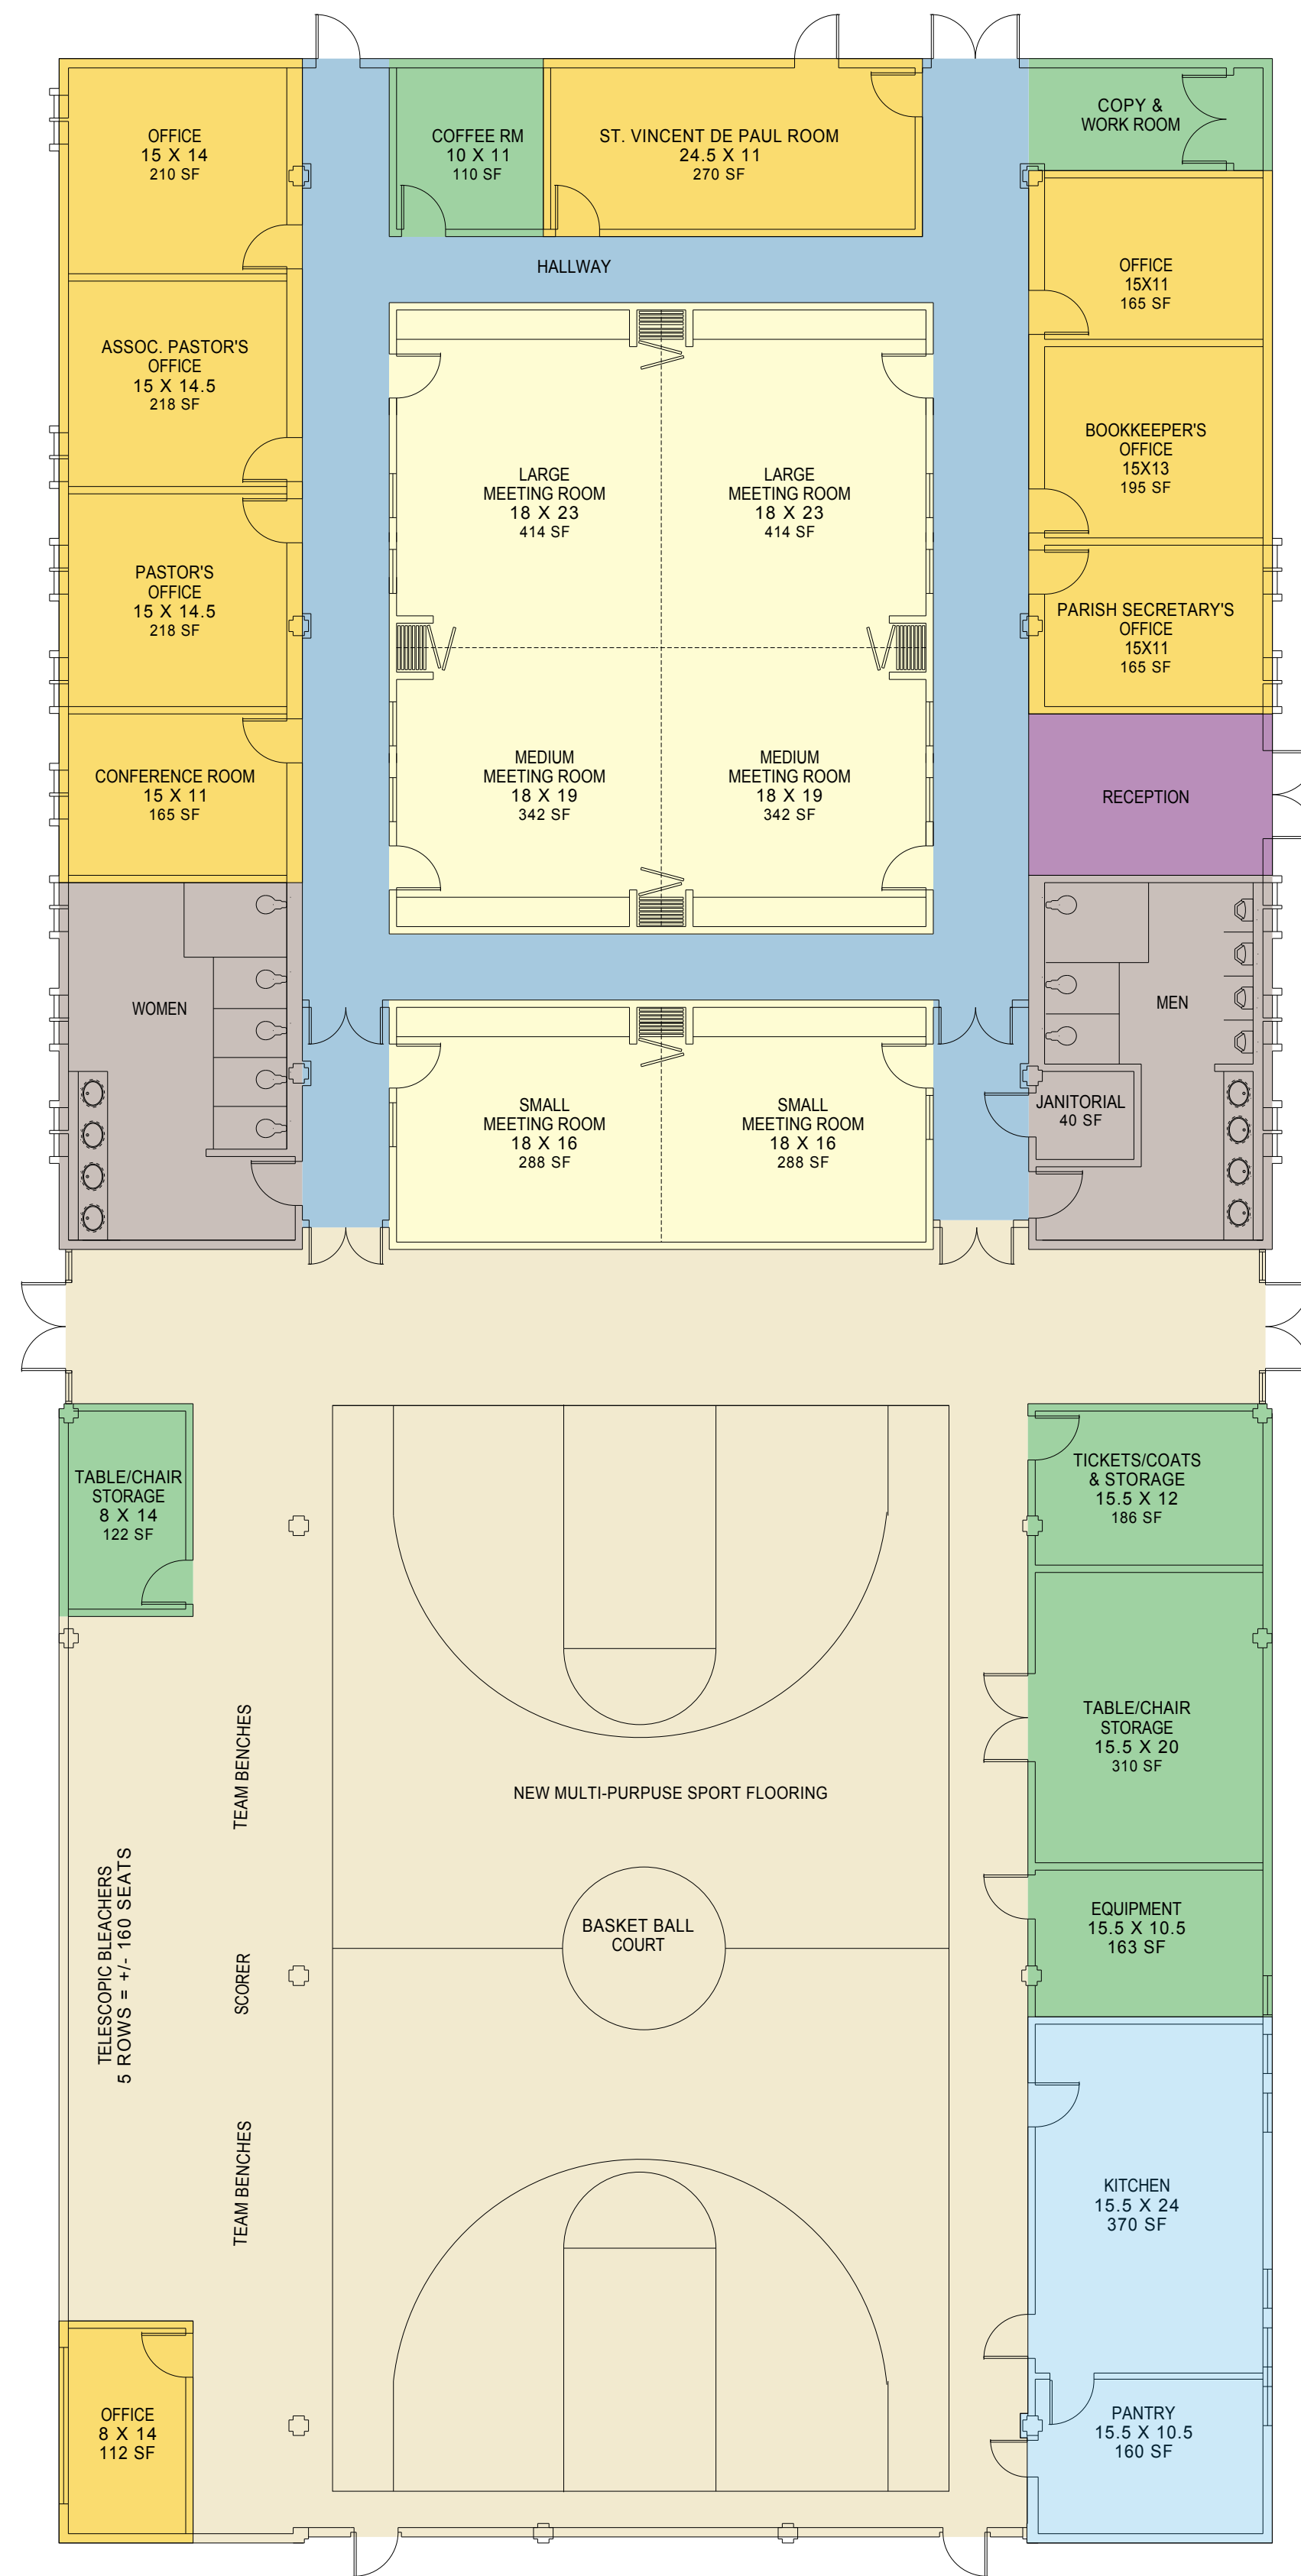 OFFICE
15 X 14
210 SF
COFFEE RM
10 X 11
110 SF
ST. VINCENT DE PAUL ROOM
24.5 X 11
270 SF
COPY &
WORK ROOM
HALLWAY
OFFICE
15X11
165 SF
ASSOC. PASTOR'S
OFFICE
15 X 14.5
218 SF
LARGE
MEETING ROOM
18 X 23
414 SF
LARGE
MEETING ROOM
18 X 23
414 SF
BOOKKEEPER'S
OFFICE
15X13
195 SF
PASTOR'S
OFFICE
15 X 14.5
218 SF
PARISH SECRETARY'S
OFFICE
15X11
165 SF
CONFERENCE ROOM
15 X 11
165 SF
MEDIUM
MEETING ROOM
18 X 19
342 SF
MEDIUM
MEETING ROOM
18 X 19
342 SF
RECEPTION
WOMEN
MEN
SMALL
MEETING ROOM
18 X 16
288 SF
SMALL
MEETING ROOM
18 X 16
288 SF
JANITORIAL
40 SF
TABLE/CHAIR
STORAGE
8 X 14
122 SF
TICKETS/COATS
& STORAGE
15.5 X 12
186 SF
TEAM BENCHES
NEW MULTI-PURPUSE SPORT FLOORING
TABLE/CHAIR
STORAGE
15.5 X 20
310 SF
TELESCOPIC BLEACHERS
5 ROWS = +/- 160 SEATS
SCORER
BASKET BALL
COURT
EQUIPMENT
15.5 X 10.5
163 SF
TEAM BENCHES
KITCHEN
15.5 X 24
370 SF
OFFICE
8 X 14
112 SF
PANTRY
15.5 X 10.5
160 SF